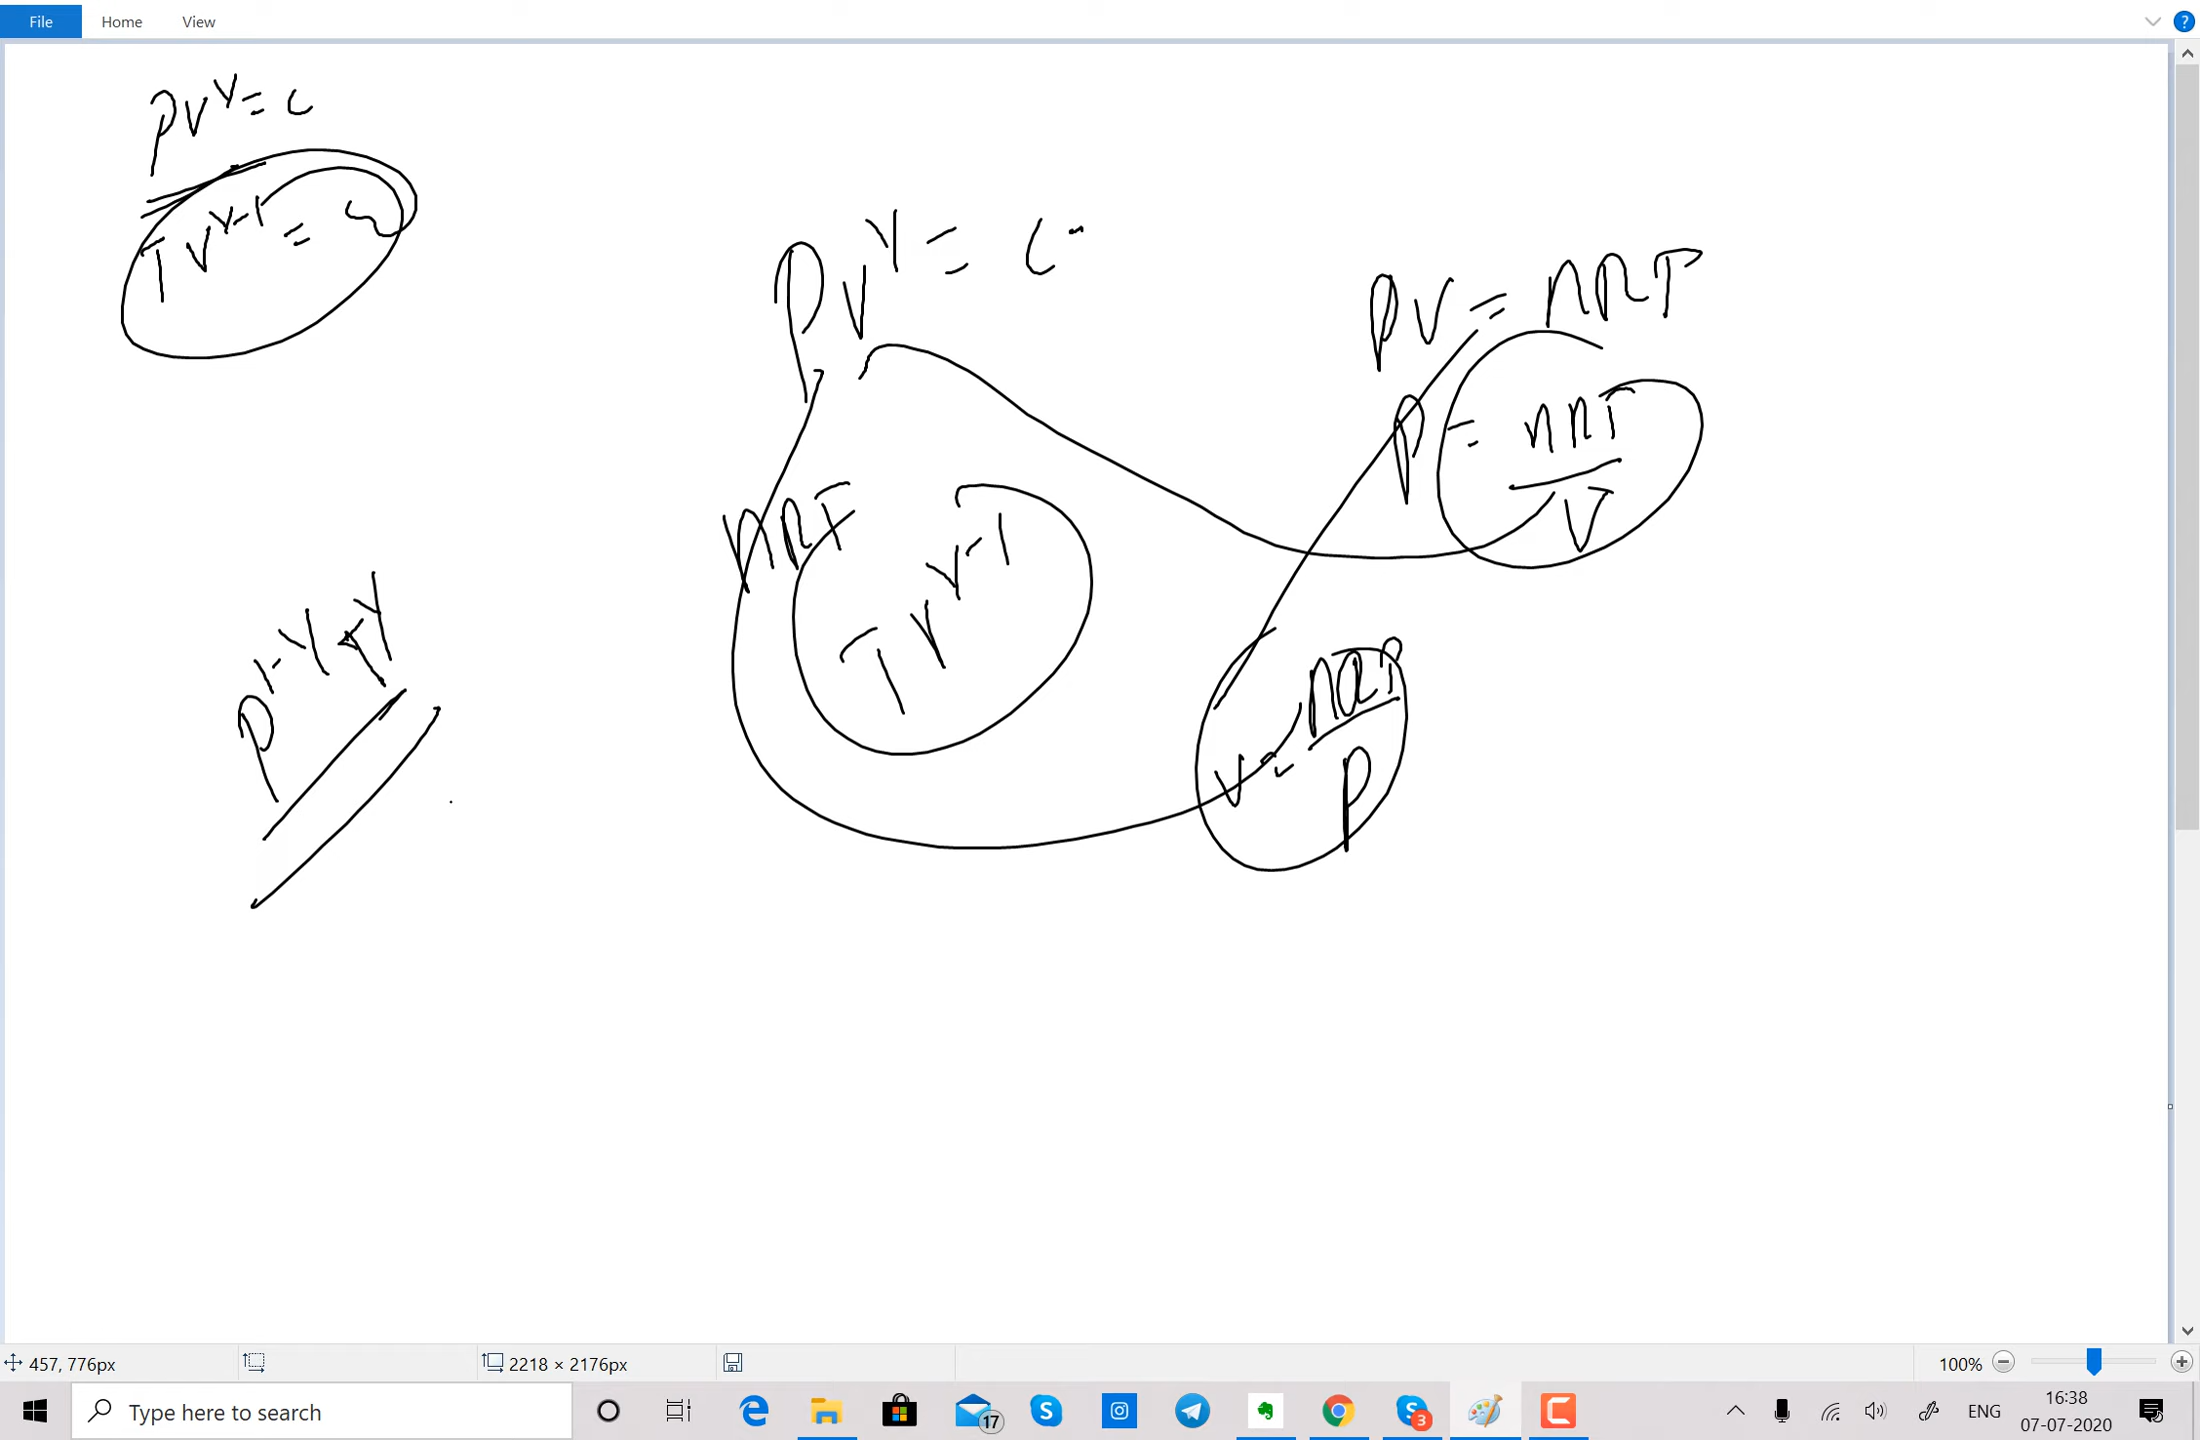 File Home View
PV^γ = C
TV^γ-1 =
PV^γ = C
PV = nRT
P = nRT
V
nRT
TV^γ-1
V = nRT
P
P^1-γ T^γ
457, 776px 2218 × 2176px 100%
Type here to search 17 3 ENG 16:38
07-07-2020